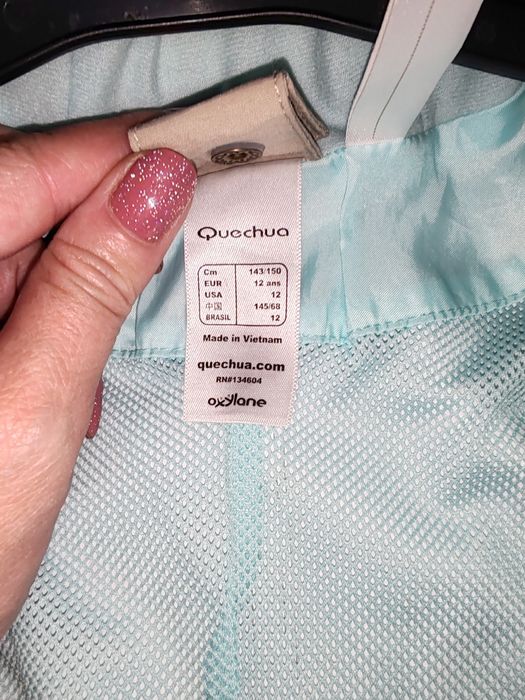 Quechua
Cm 143/150
EUR 12 ans
USA 12
中国 145/68
BRASIL 12
Made in Vietnam
quechua.com
RN#134604
oxylane